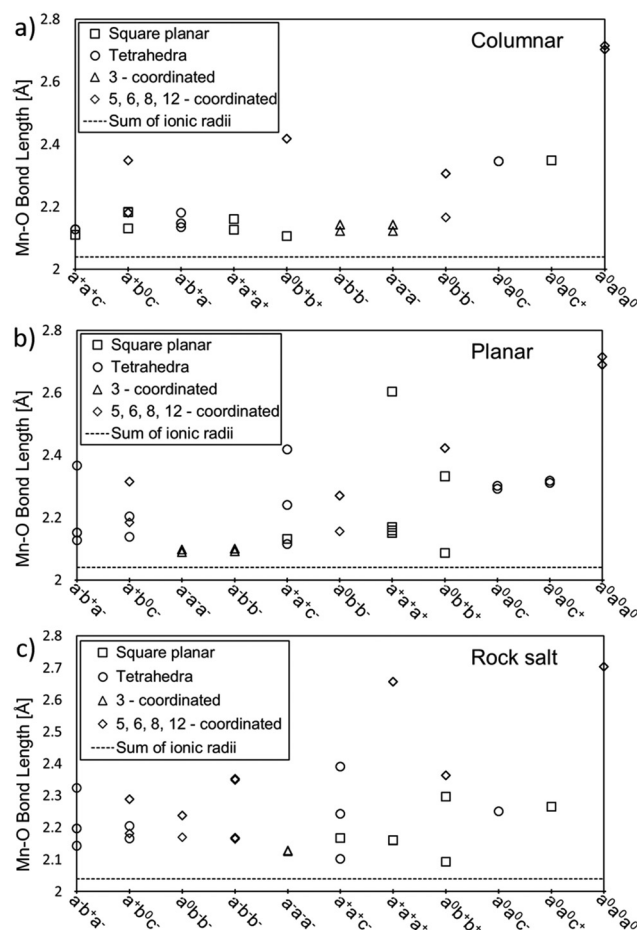 a)
Columnar
Square planar
Tetrahedra
3 - coordinated
5, 6, 8, 12 - coordinated
Sum of ionic radii
Mn-O Bond Length [Å]
2.8
2.6
2.4
2.2
2
a⁺a⁺c⁻ a⁺b⁰c⁻ a⁻b⁺a⁻ a⁺a⁺a⁺ a⁰b⁺b⁺ a⁻b⁻b⁻ a⁻a⁻a⁻ a⁰b⁻b⁻ a⁰a⁰c⁻ a⁰a⁰c⁺ a⁰a⁰a⁰
b)
Planar
Square planar
Tetrahedra
3 - coordinated
5, 6, 8, 12 - coordinated
Sum of ionic radii
Mn-O Bond Length [Å]
2.8
2.6
2.4
2.2
2
a⁻b⁺a⁻ a⁺b⁰c⁻ a⁻a⁻a⁻ a⁻b⁻b⁻ a⁺a⁺c⁻ a⁰b⁻b⁻ a⁺a⁺a⁺ a⁰b⁺b⁺ a⁰a⁰c⁻ a⁰a⁰c⁺ a⁰a⁰a⁰
c)
Rock salt
Square planar
Tetrahedra
3 - coordinated
5, 6, 8, 12 - coordinated
Sum of ionic radii
Mn-O Bond Length [Å]
2.8
2.7
2.6
2.5
2.4
2.3
2.2
2.1
2
a⁻b⁺a⁻ a⁺b⁰c⁻ a⁰b⁻b⁻ a⁻b⁻b⁻ a⁻a⁻a⁻ a⁺a⁺c⁻ a⁺a⁺a⁺ a⁰b⁺b⁺ a⁰a⁰c⁻ a⁰a⁰c⁺ a⁰a⁰a⁰